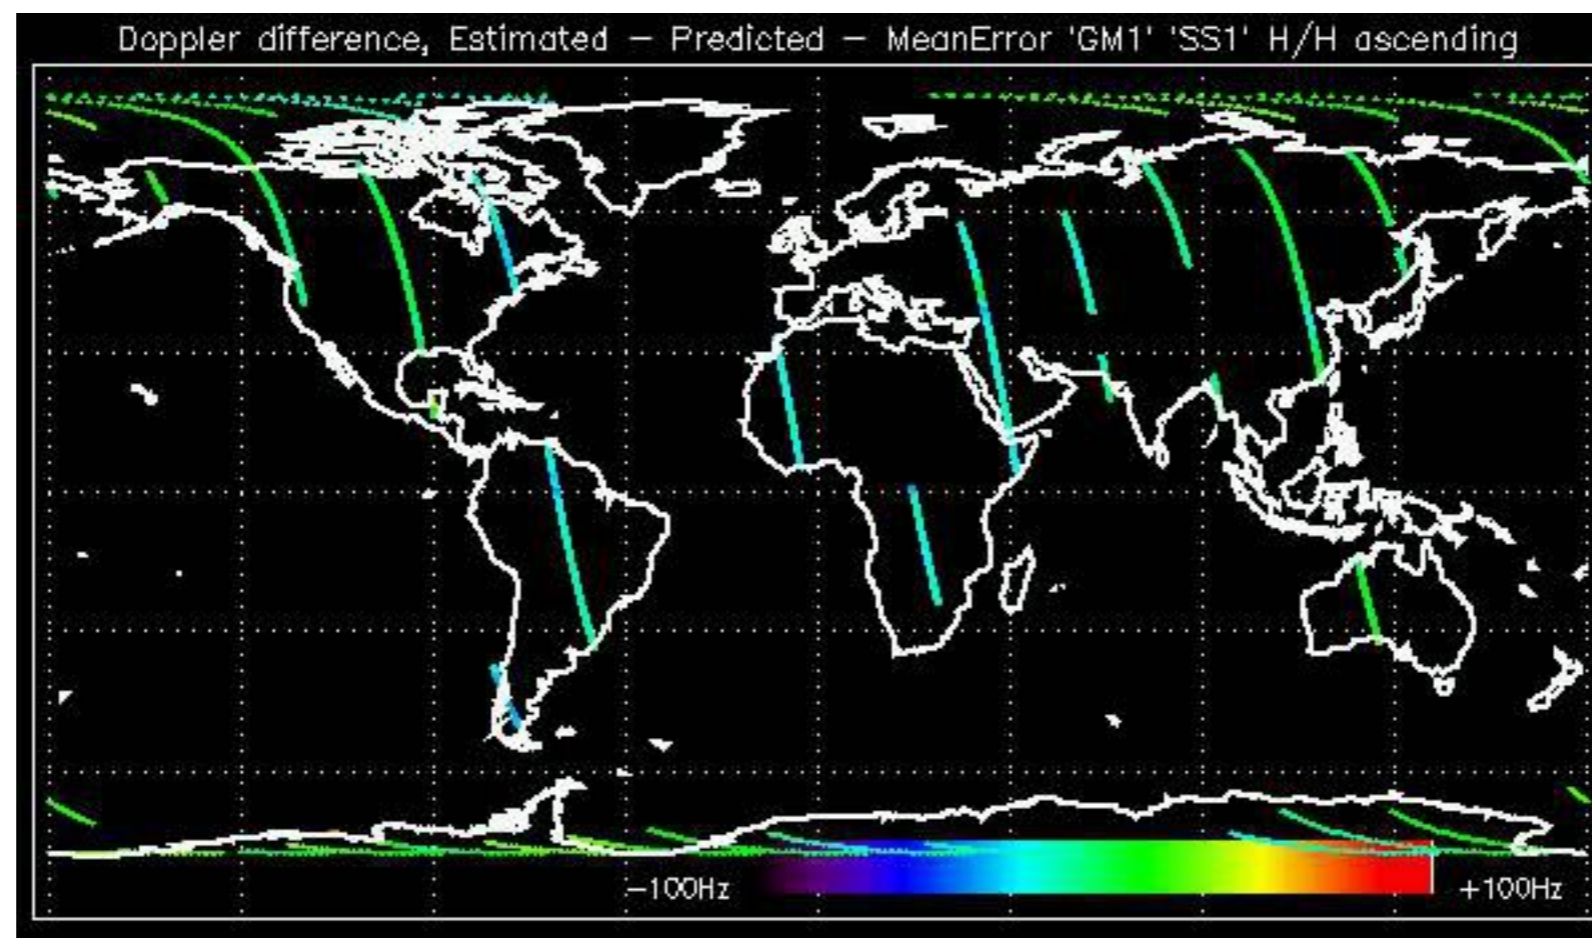 Doppler difference, Estimated – Predicted – MeanError 'GM1' 'SS1' H/H ascending
–100Hz +100Hz